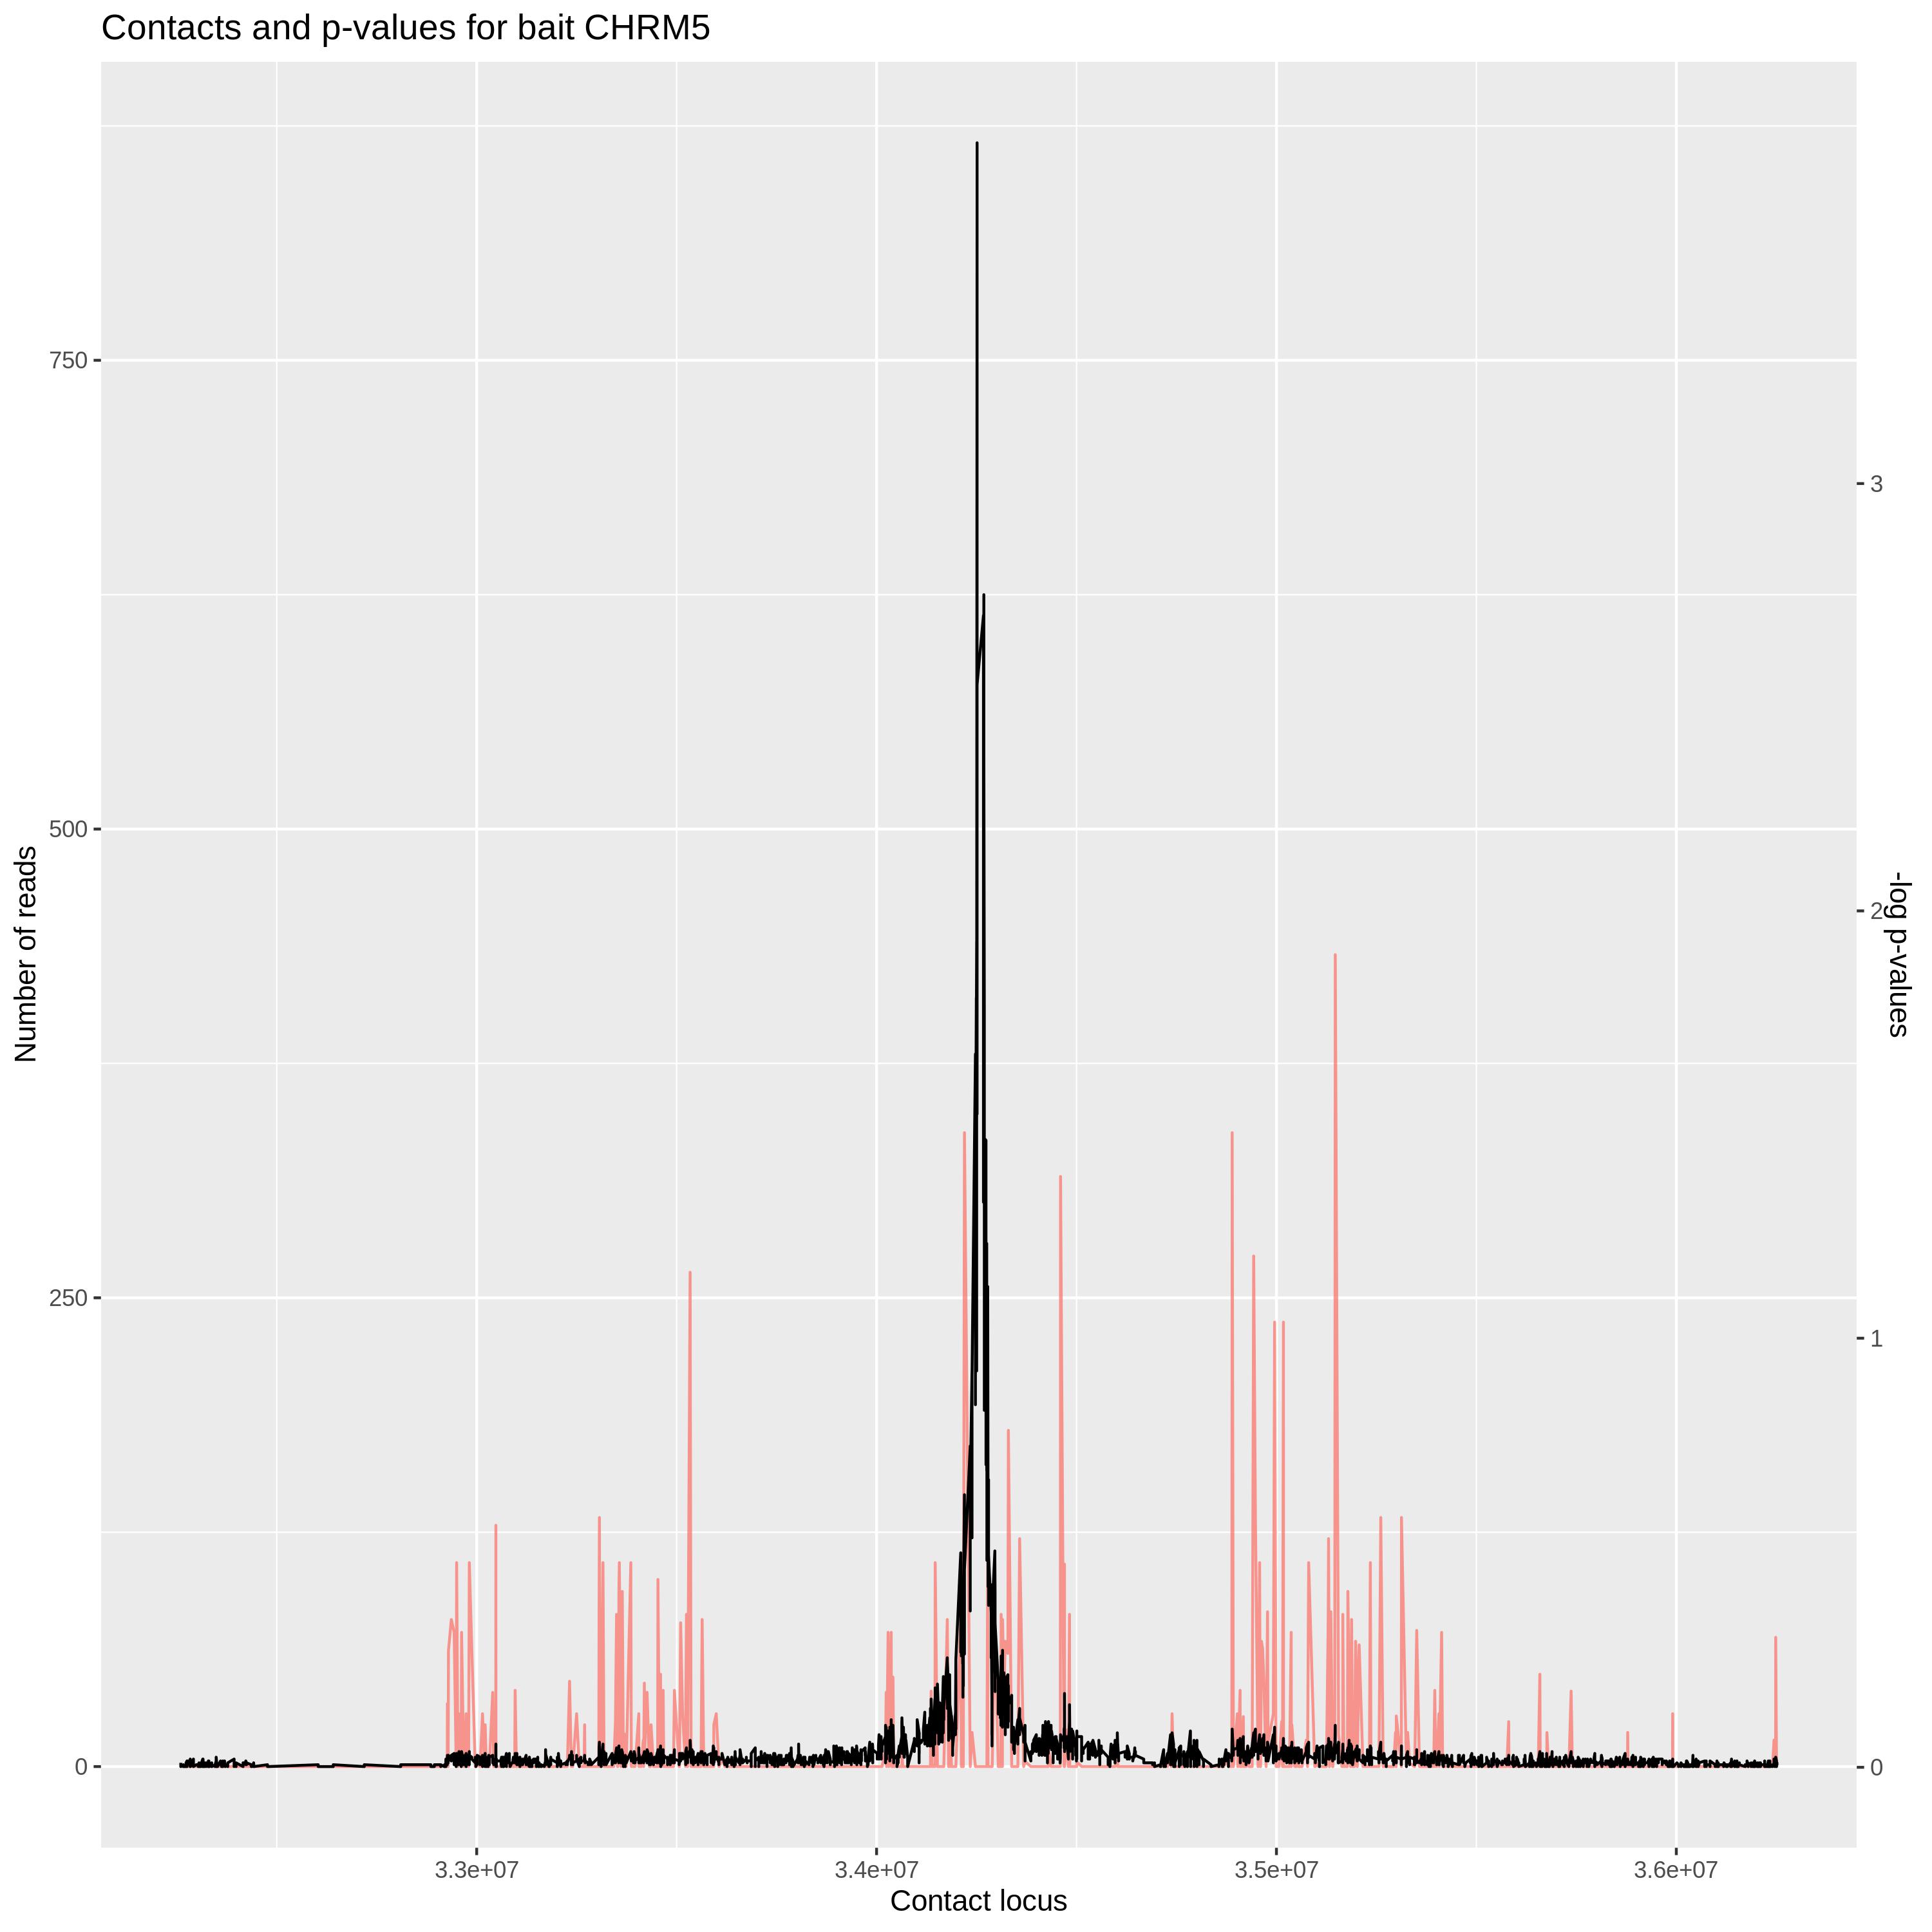 Contacts and p-values for bait CHRM5
750
500
250
0
Number of reads
3
2
1
0
-log p-values
3.3e+07
3.4e+07
3.5e+07
3.6e+07
Contact locus